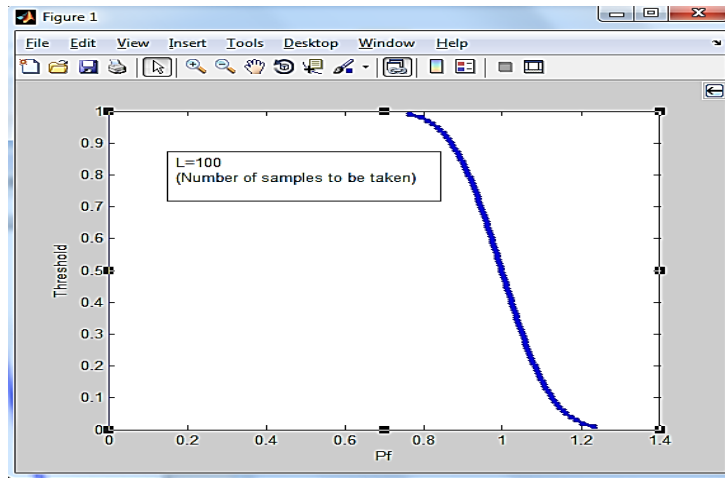 Figure 1
File Edit View Insert Tools Desktop Window Help
1
0.9
0.8
0.7
0.6
0.5
0.4
0.3
0.2
0.1
0
Threshold
L=100
(Number of samples to be taken)
0 0.2 0.4 0.6 0.8 1 1.2 1.4
Pf